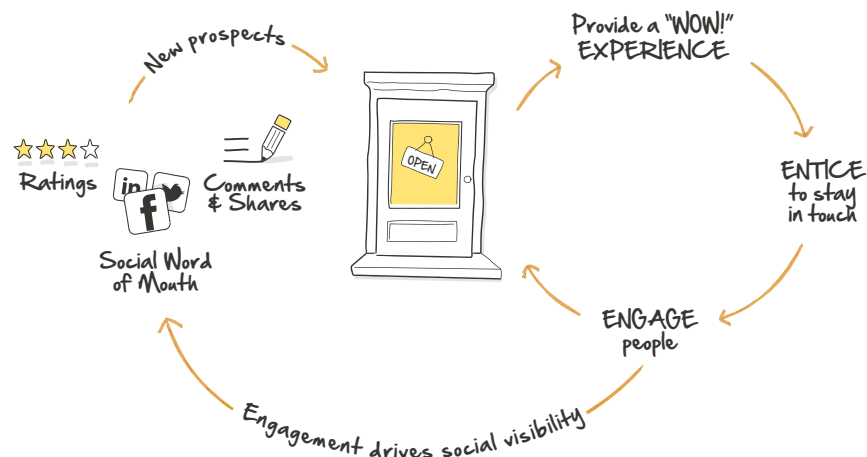 New prospects
Provide a "WOW!"
EXPERIENCE
OPEN
Ratings
in
f
Comments
& Shares
ENTICE
to stay
in touch
Social Word
of Mouth
ENGAGE
people
Engagement drives social visibility